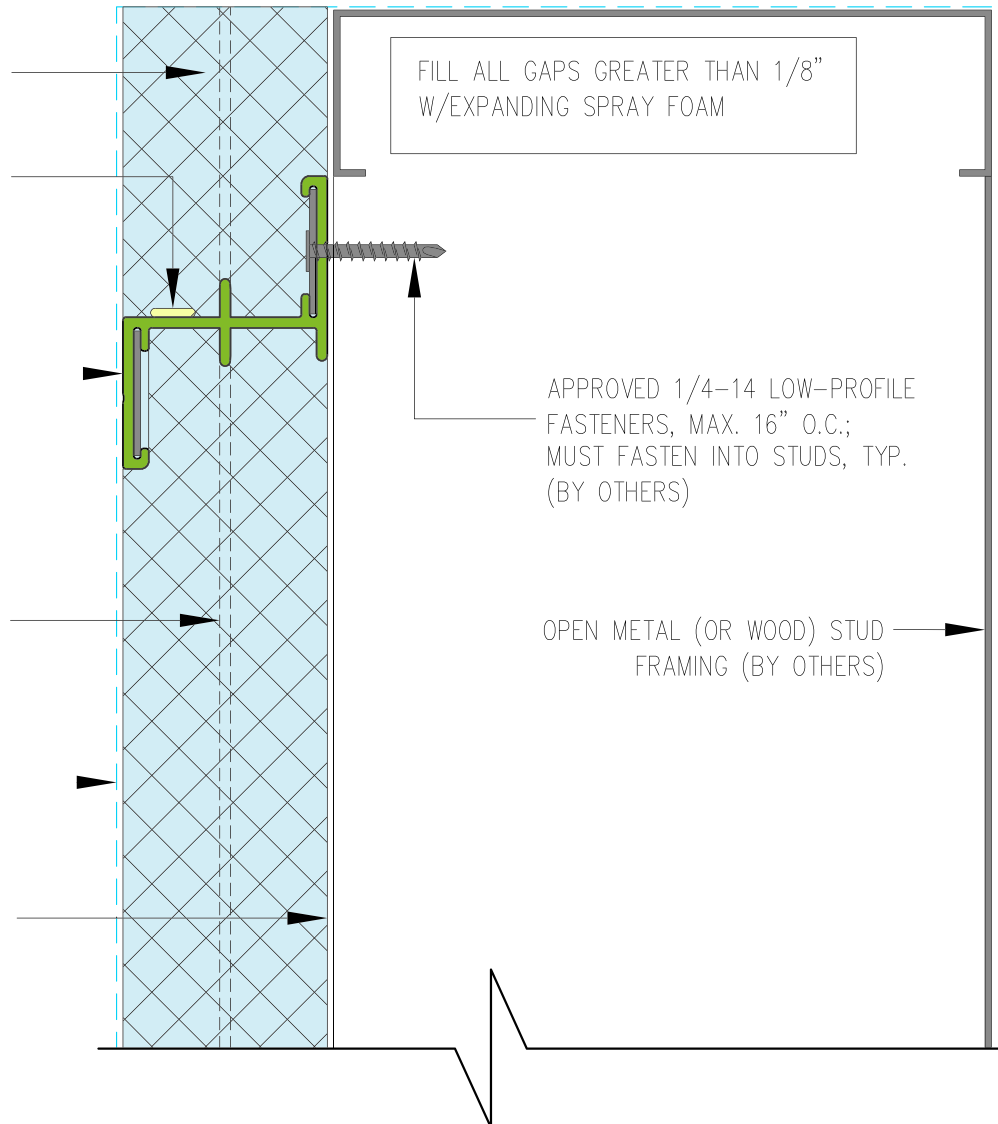 FILL ALL GAPS GREATER THAN 1/8”
W/EXPANDING SPRAY FOAM
APPROVED 1/4-14 LOW-PROFILE
FASTENERS, MAX. 16” O.C.;
MUST FASTEN INTO STUDS, TYP.
(BY OTHERS)
OPEN METAL (OR WOOD) STUD
FRAMING (BY OTHERS)